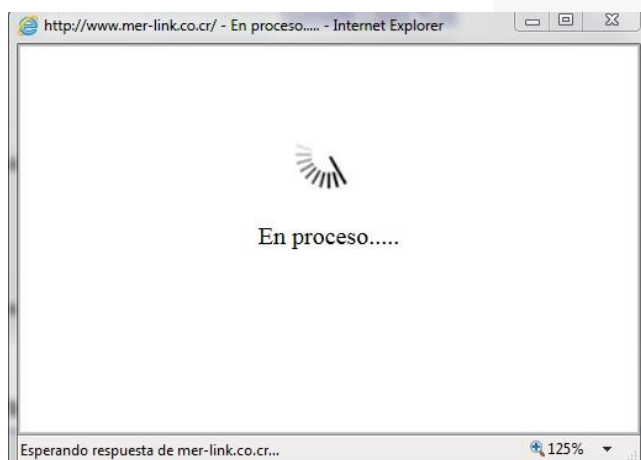 http://www.mer-link.co.cr/ - En proceso..... - Internet Explorer
En proceso.....
Esperando respuesta de mer-link.co.cr...
125%